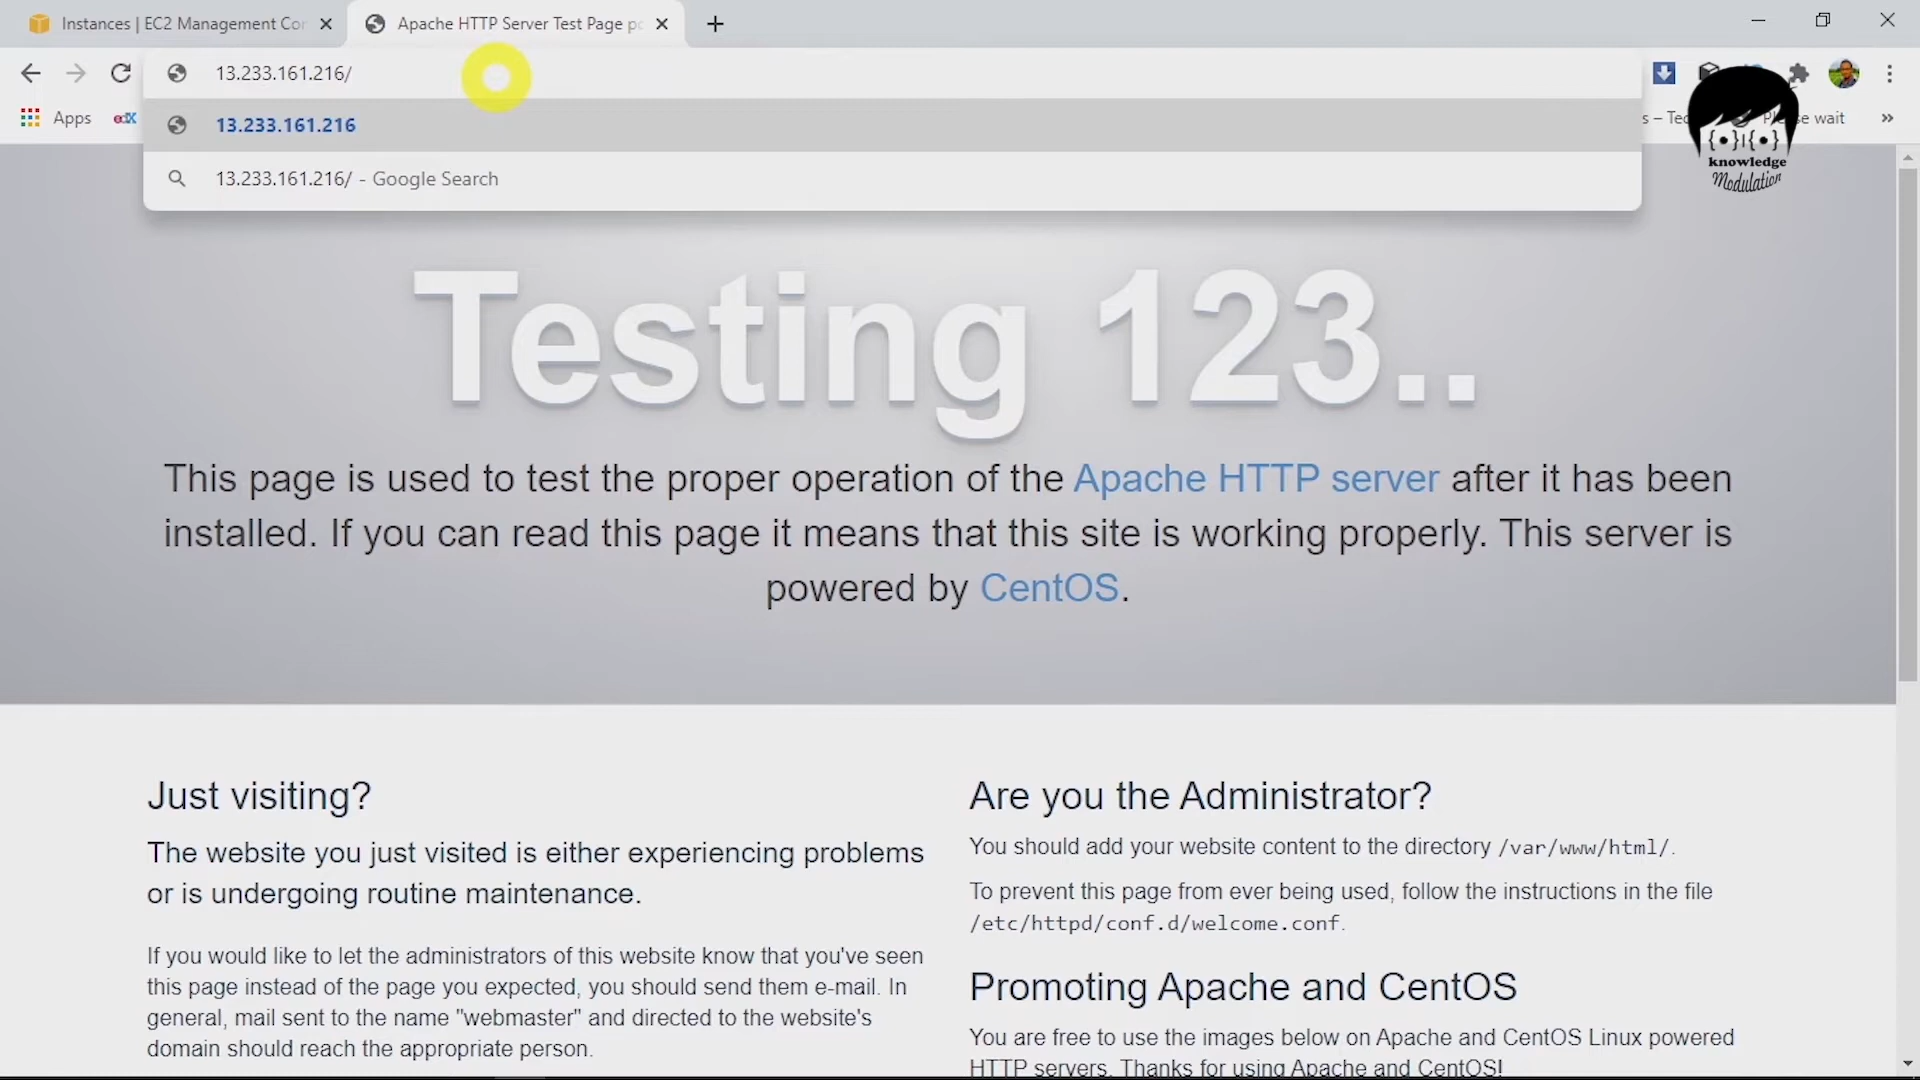 Instances | EC2 Management Con
Apache HTTP Server Test Page po
13.233.161.216/
Apps
edX
13.233.161.216
s – Tec
Please wait
»
13.233.161.216/ - Google Search
{•}|{•}
knowledge
Modulation
Testing 123..
This page is used to test the proper operation of the Apache HTTP server after it has been
installed. If you can read this page it means that this site is working properly. This server is
powered by CentOS.
Just visiting?
The website you just visited is either experiencing problems
or is undergoing routine maintenance.
If you would like to let the administrators of this website know that you've seen
this page instead of the page you expected, you should send them e-mail. In
general, mail sent to the name "webmaster" and directed to the website's
domain should reach the appropriate person.
Are you the Administrator?
You should add your website content to the directory /var/www/html/.
To prevent this page from ever being used, follow the instructions in the file
/etc/httpd/conf.d/welcome.conf.
Promoting Apache and CentOS
You are free to use the images below on Apache and CentOS Linux powered
HTTP servers. Thanks for using Apache and CentOS!